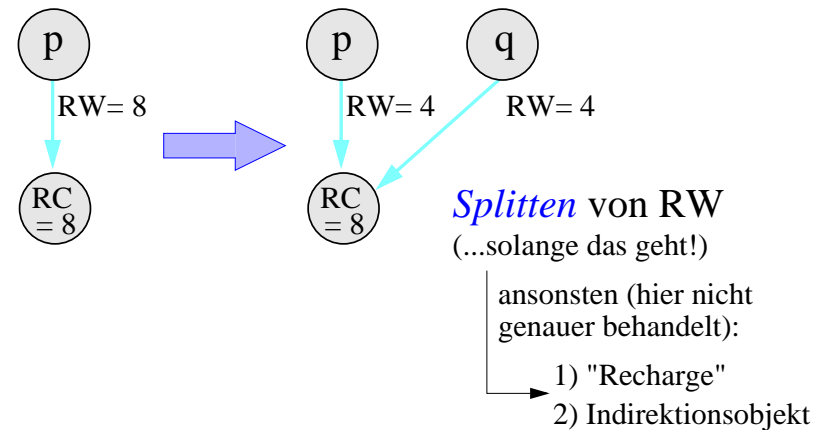 p
p
q
RW= 8
RW= 4
RW= 4
RC
= 8
RC
= 8
Splitten von RW
(...solange das geht!)
ansonsten (hier nicht
genauer behandelt):
1) "Recharge"
2) Indirektionsobjekt